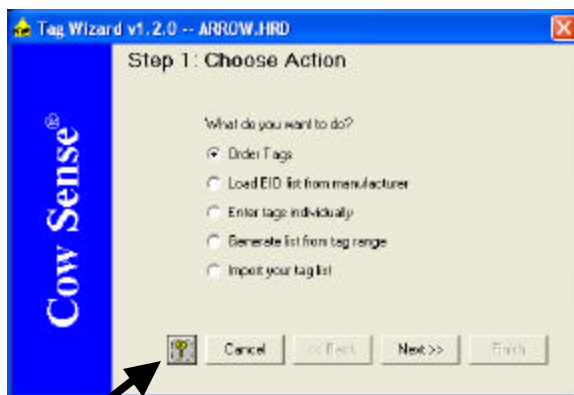 Tag Wizard v1.2.0 -- ARROW.HRD
Step 1: Choose Action
Cow Sense®
What do you want to do?
Order Tags
Load EID list from manufacturer
Enter tags individually
Generate list from tag range
Import your tag list
? Cancel << Back Next >> Finish